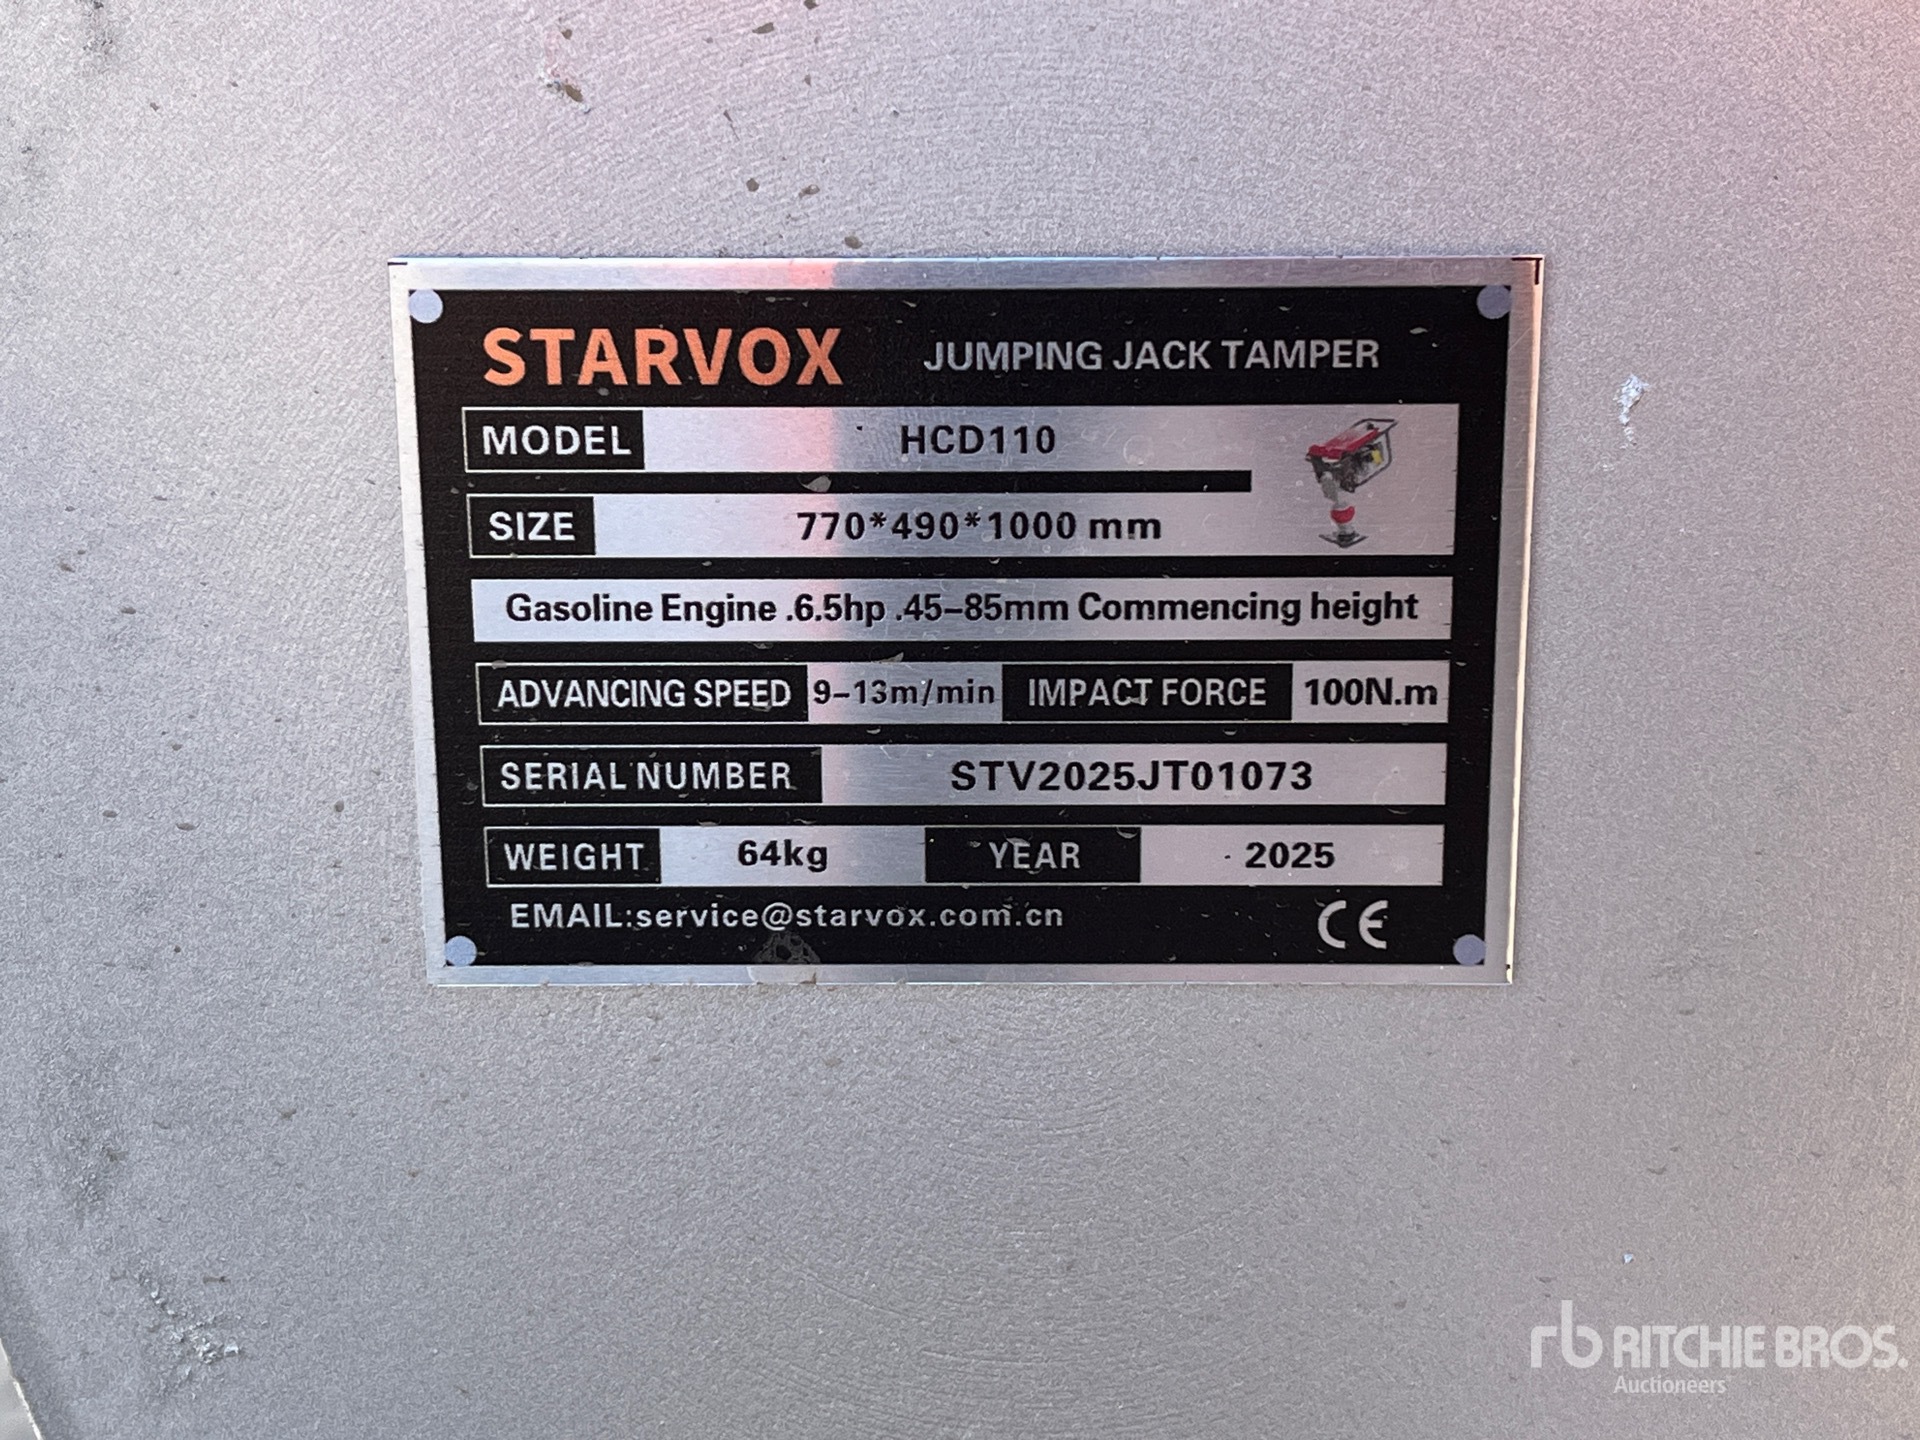 STARVOX JUMPING JACK TAMPER
MODEL HCD110
SIZE 770*490*1000 mm
Gasoline Engine .6.5hp .45-85mm Commencing height
ADVANCING SPEED 9-13m/min IMPACT FORCE 100N.m
SERIAL NUMBER STV2025JT01073
WEIGHT 64kg YEAR 2025
EMAIL:service@starvox.com.cn CE
rb RITCHIE BROS.
Auctioneers